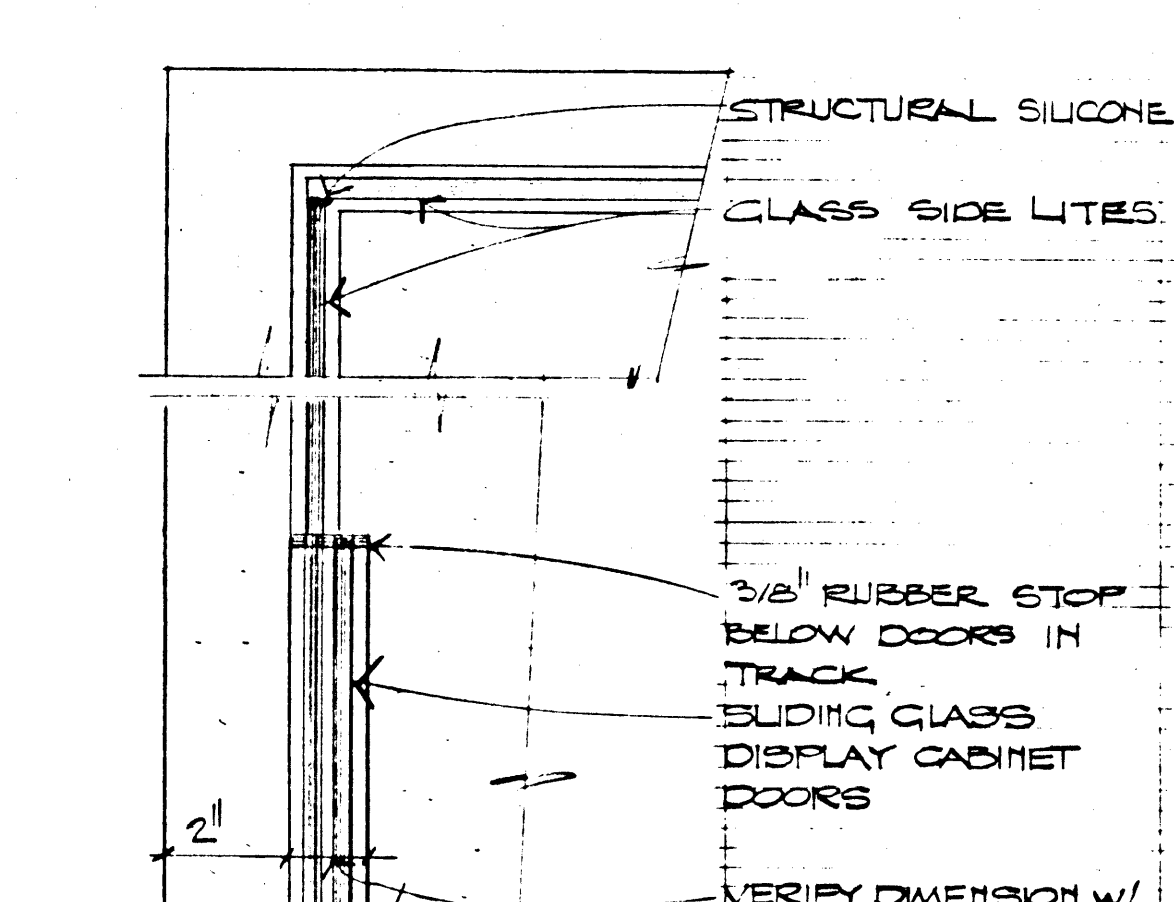 STRUCTURAL SILICONE
GLASS SIDE LITES
3/8" RUBBER STOP
BELOW DOORS IN
TRACK
SLIDING GLASS
DISPLAY CABINET
DOORS
2"
VERIFY DIMENSION W/